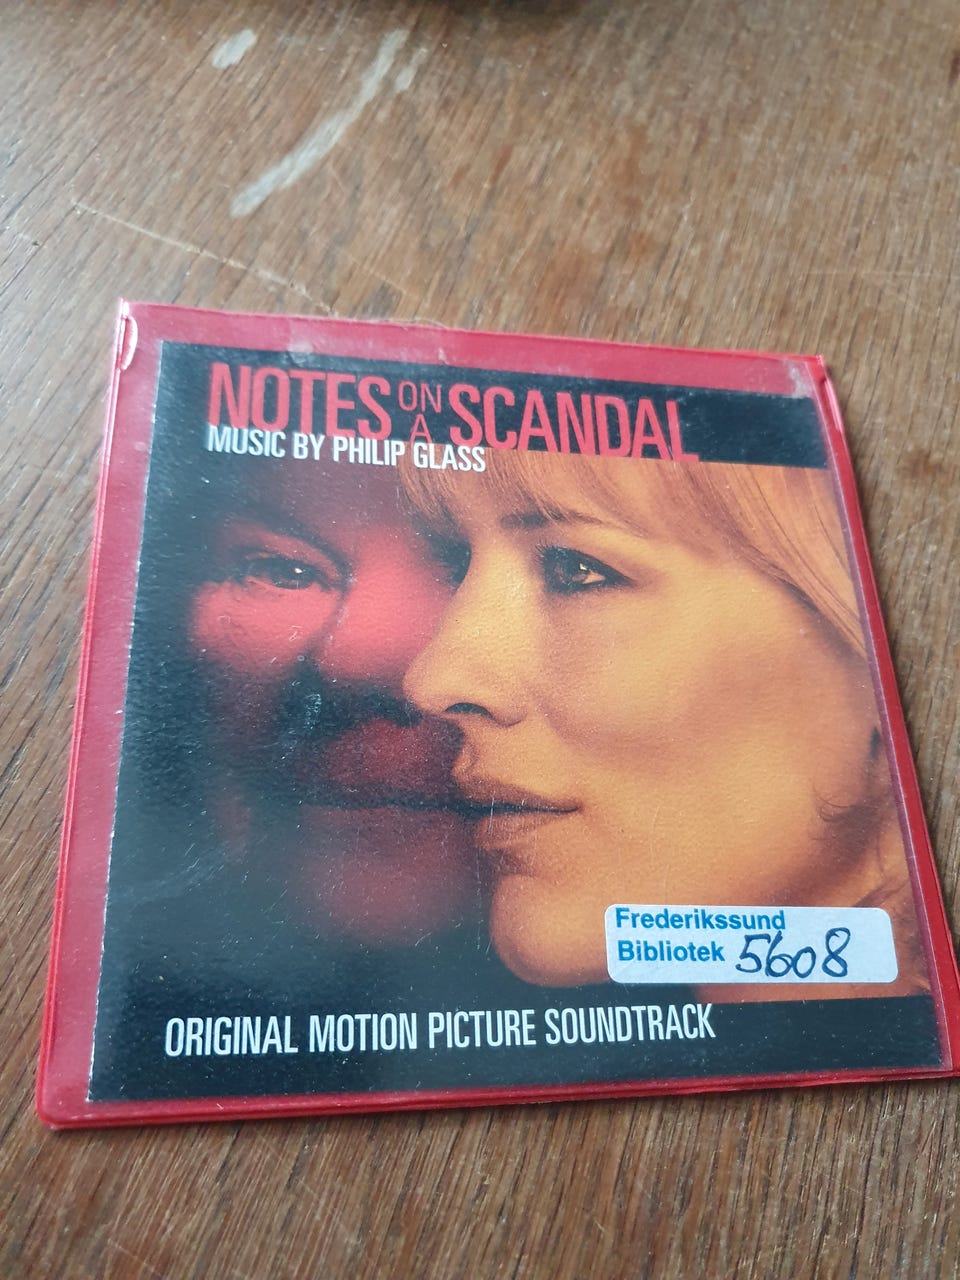 NOTES ON A SCANDAL
MUSIC BY PHILIP GLASS
Frederikssund
Bibliotek 5608
ORIGINAL MOTION PICTURE SOUNDTRACK